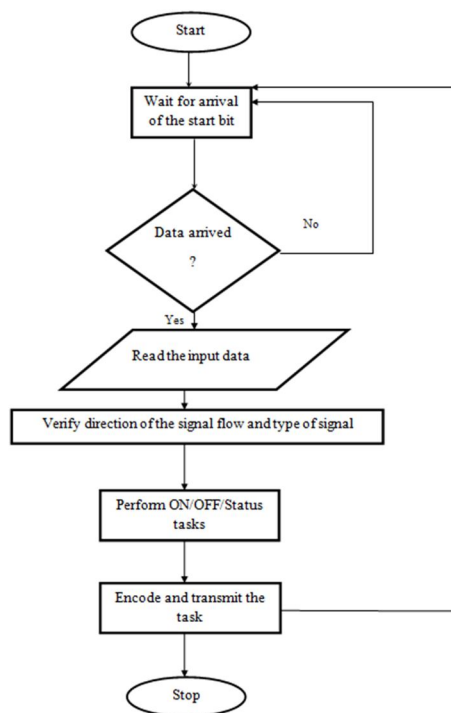 Start
Wait for arrival
of the start bit
Data arrived
?
No
Yes
Read the input data
Verify direction of the signal flow and type of signal
Perform ON/OFF/Status
tasks
Encode and transmit the
task
Stop